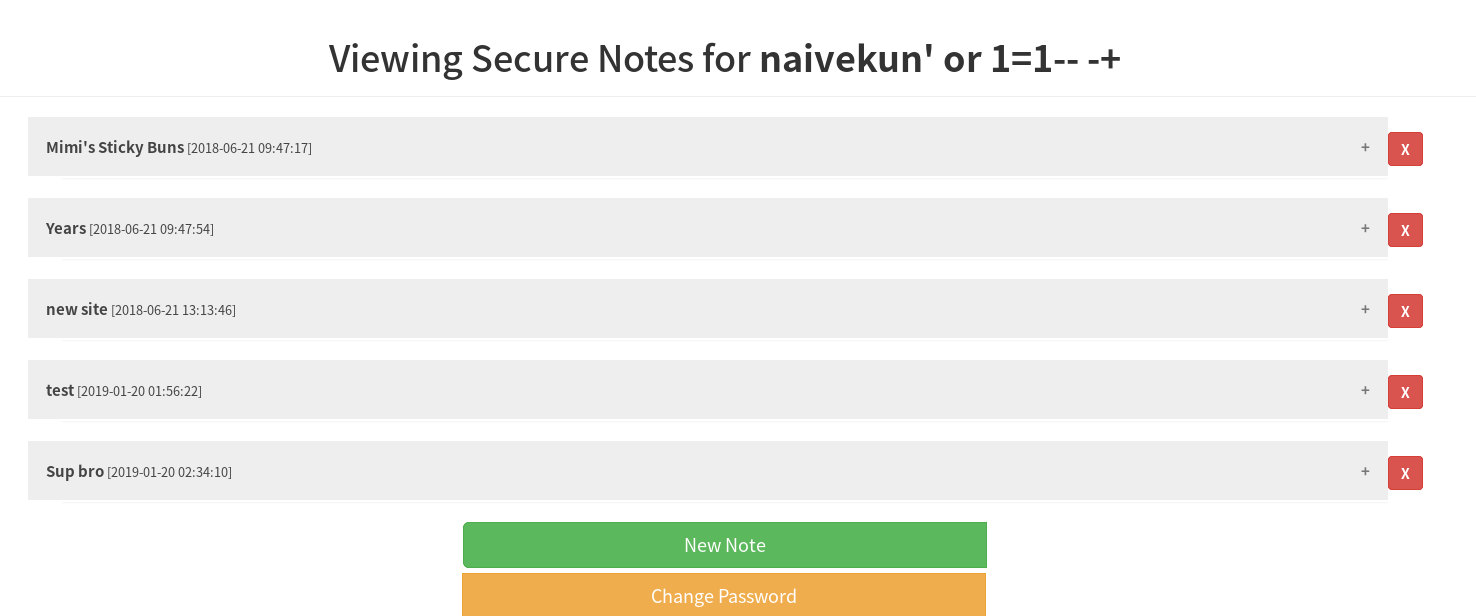 Viewing Secure Notes for naivekun' or 1=1-- -+
Mimi's Sticky Buns [2018-06-21 09:47:17] + X
Years [2018-06-21 09:47:54] + X
new site [2018-06-21 13:13:46] + X
test [2019-01-20 01:56:22] + X
Sup bro [2019-01-20 02:34:10] + X
New Note
Change Password